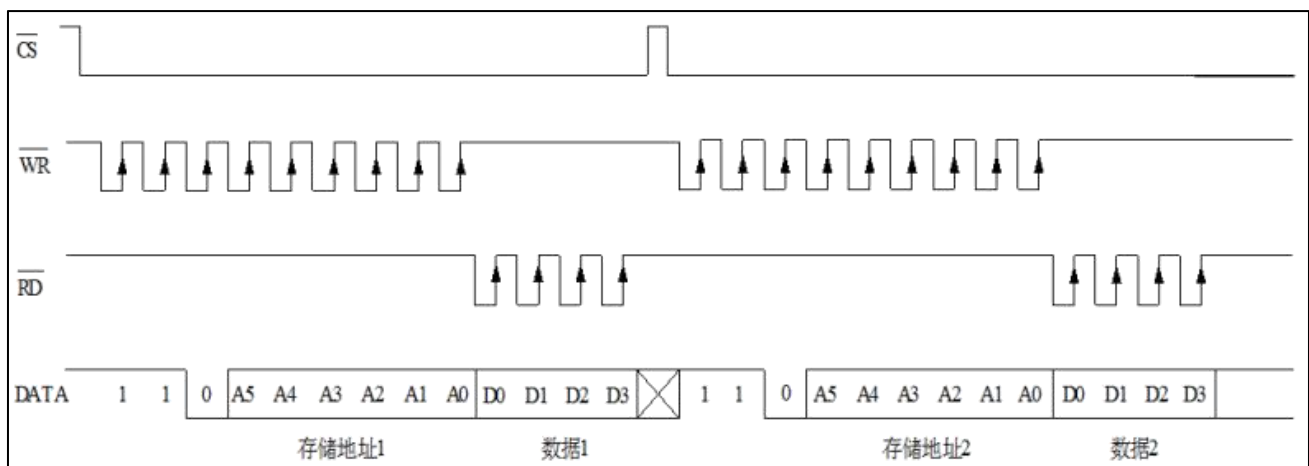 CS
WR
RD
DATA 1 1 0 A5 A4 A3 A2 A1 A0 D0 D1 D2 D3 1 1 0 A5 A4 A3 A2 A1 A0 D0 D1 D2 D3
存储地址1 数据1 存储地址2 数据2